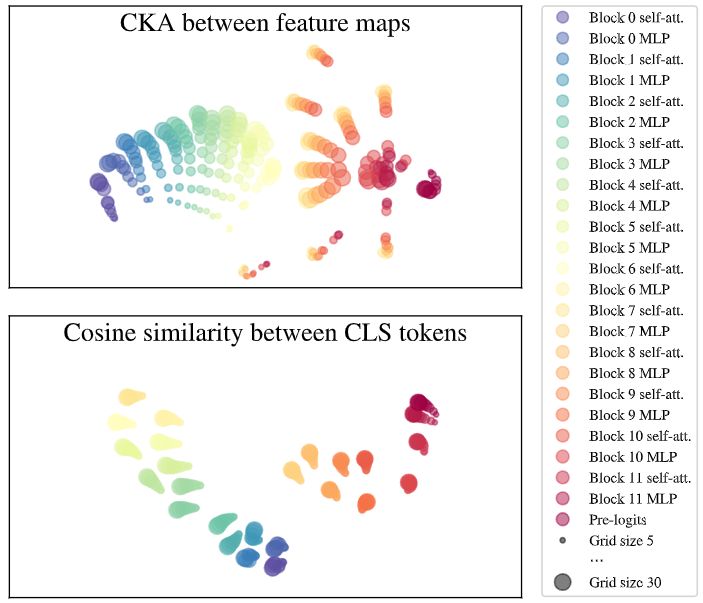 CKA between feature maps
Cosine similarity between CLS tokens
Block 0 self-att.
Block 0 MLP
Block 1 self-att.
Block 1 MLP
Block 2 self-att.
Block 2 MLP
Block 3 self-att.
Block 3 MLP
Block 4 self-att.
Block 4 MLP
Block 5 self-att.
Block 5 MLP
Block 6 self-att.
Block 6 MLP
Block 7 self-att.
Block 7 MLP
Block 8 self-att.
Block 8 MLP
Block 9 self-att.
Block 9 MLP
Block 10 self-att.
Block 10 MLP
Block 11 self-att.
Block 11 MLP
Pre-logits
Grid size 5
...
Grid size 30